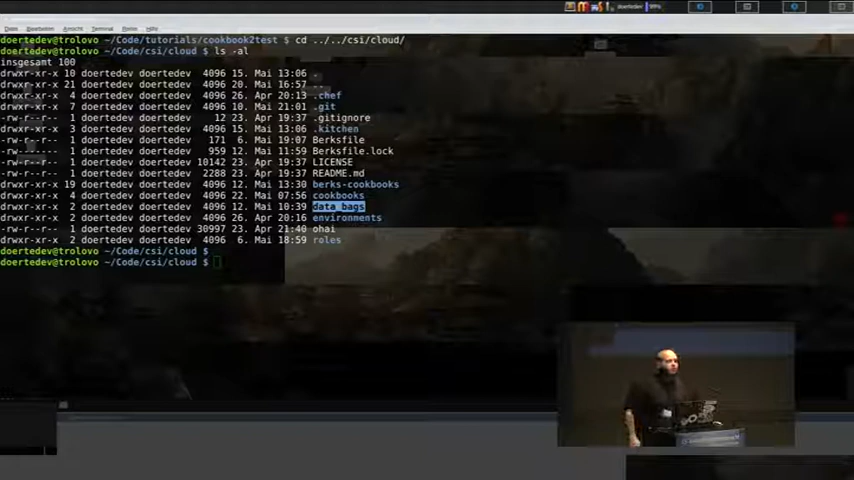 Datei Bearbeiten Ansicht Terminal Reiter Hilfe
doertedev@trolovo ~/Code/tutorials/cookbook2test $ cd ../../csi/cloud/
doertedev@trolovo ~/Code/csi/cloud $ ls -al
insgesamt 100
drwxr-xr-x 10 doertedev doertedev 4096 15. Mai 13:06 .
drwxr-xr-x 21 doertedev doertedev 4096 20. Mai 16:57 ..
drwxr-xr-x 4 doertedev doertedev 4096 26. Apr 20:13 .chef
drwxr-xr-x 7 doertedev doertedev 4096 10. Mai 21:01 .git
-rw-r--r-- 1 doertedev doertedev 12 23. Apr 19:37 .gitignore
drwxr-xr-x 3 doertedev doertedev 4096 15. Mai 13:06 .kitchen
-rw-r--r-- 1 doertedev doertedev 171 6. Mai 19:07 Berksfile
-rw------- 1 doertedev doertedev 959 12. Mai 11:59 Berksfile.lock
-rw-r--r-- 1 doertedev doertedev 10142 23. Apr 19:37 LICENSE
-rw-r--r-- 1 doertedev doertedev 2288 23. Apr 19:37 README.md
drwxr-xr-x 19 doertedev doertedev 4096 12. Mai 13:30 berks-cookbooks
drwxr-xr-x 4 doertedev doertedev 4096 22. Mai 07:56 cookbooks
drwxr-xr-x 2 doertedev doertedev 4096 12. Mai 10:39 data_bags
drwxr-xr-x 2 doertedev doertedev 4096 26. Apr 20:16 environments
-rw-r--r-- 1 doertedev doertedev 30997 23. Apr 21:40 ohai
drwxr-xr-x 2 doertedev doertedev 4096 6. Mai 18:59 roles
doertedev@trolovo ~/Code/csi/cloud $
doertedev@trolovo ~/Code/csi/cloud $